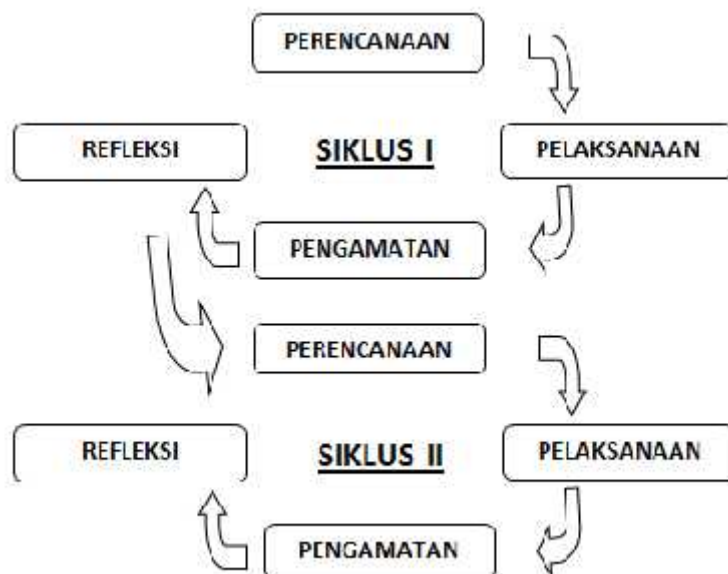 PERENCANAAN
REFLEKSI
SIKLUS I
PELAKSANAAN
PENGAMATAN
PERENCANAAN
REFLEKSI
SIKLUS II
PELAKSANAAN
PENGAMATAN